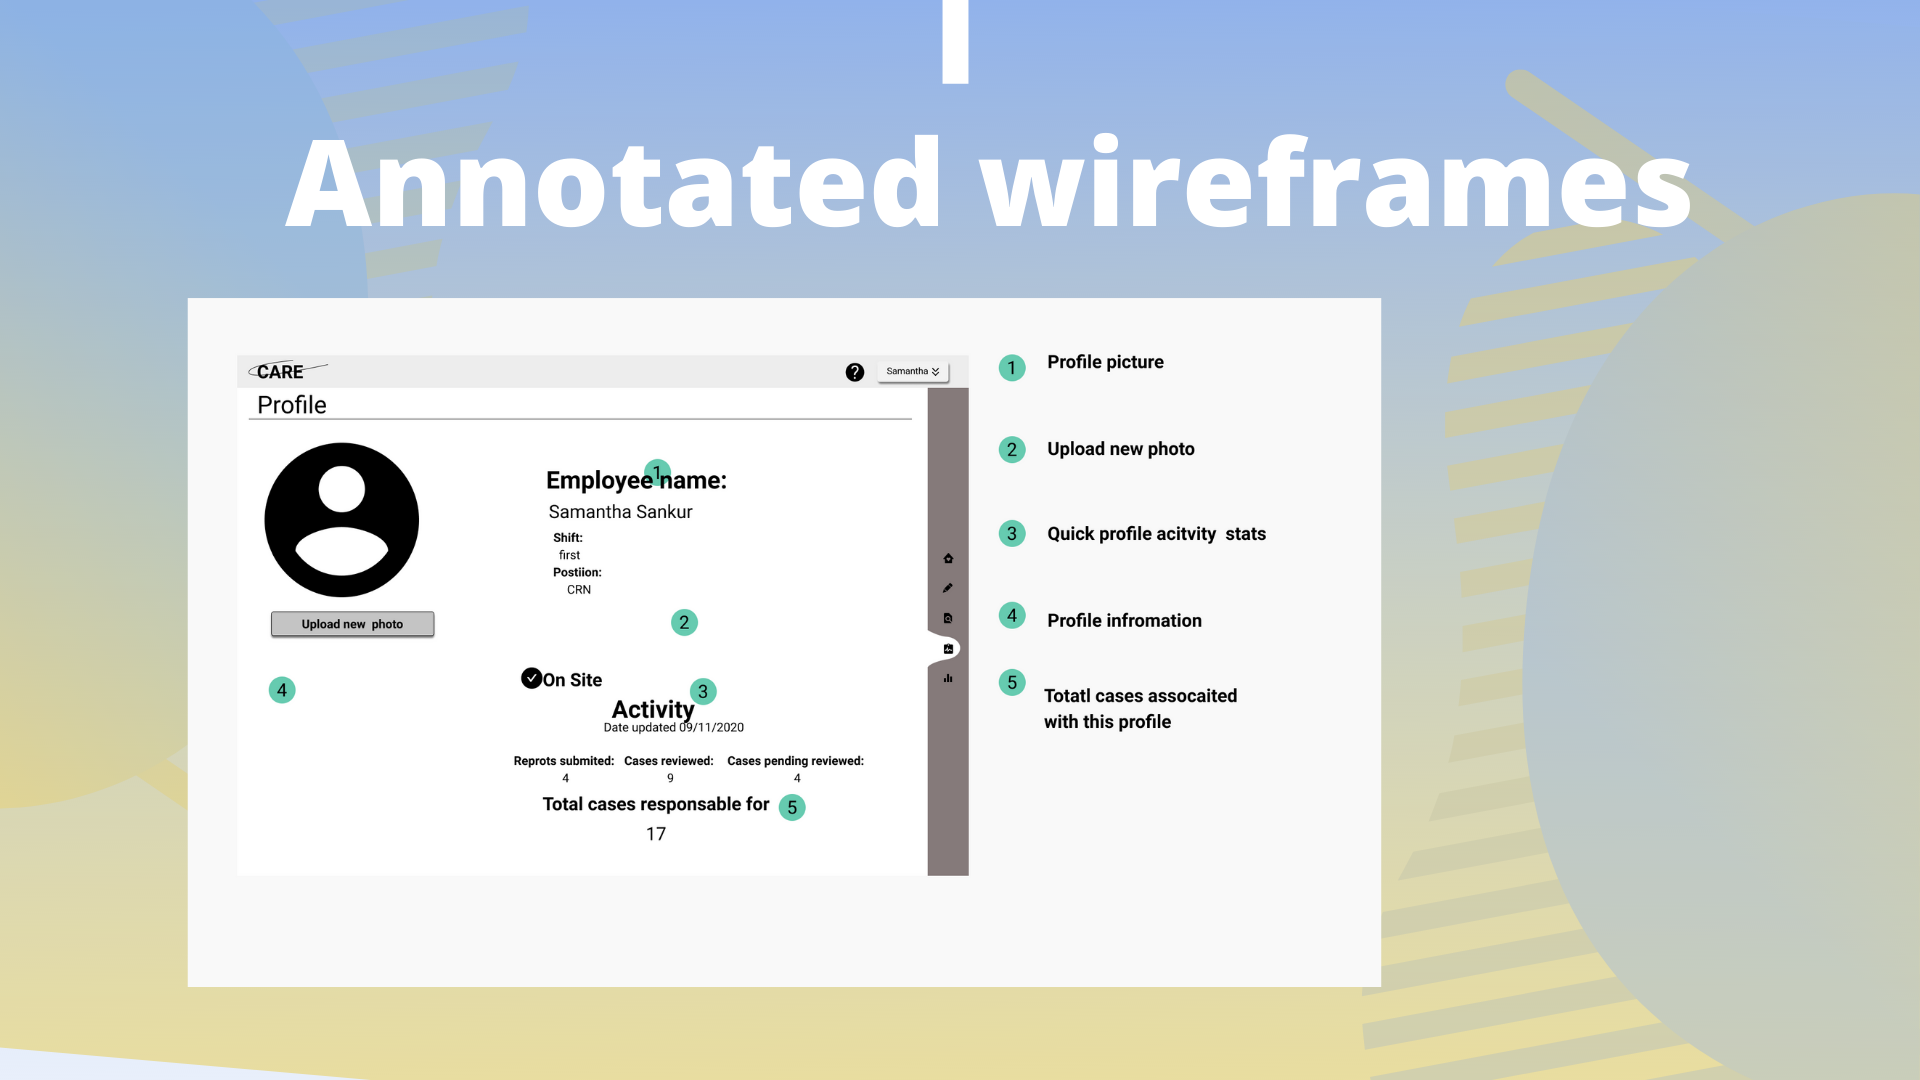 Annotated wireframes
CARE
?
Samantha
Profile
1
Employee name:
Samantha Sankur
Shift:
first
Postiion:
CRN
Upload new photo
2
4
On Site
3
Activity
Date updated 09/11/2020
Reprots submited: Cases reviewed: Cases pending reviewed:
4 9 4
Total cases responsable for 5
17
1 Profile picture
2 Upload new photo
3 Quick profile acitvity stats
4 Profile infromation
5 Totatl cases assocaited
with this profile